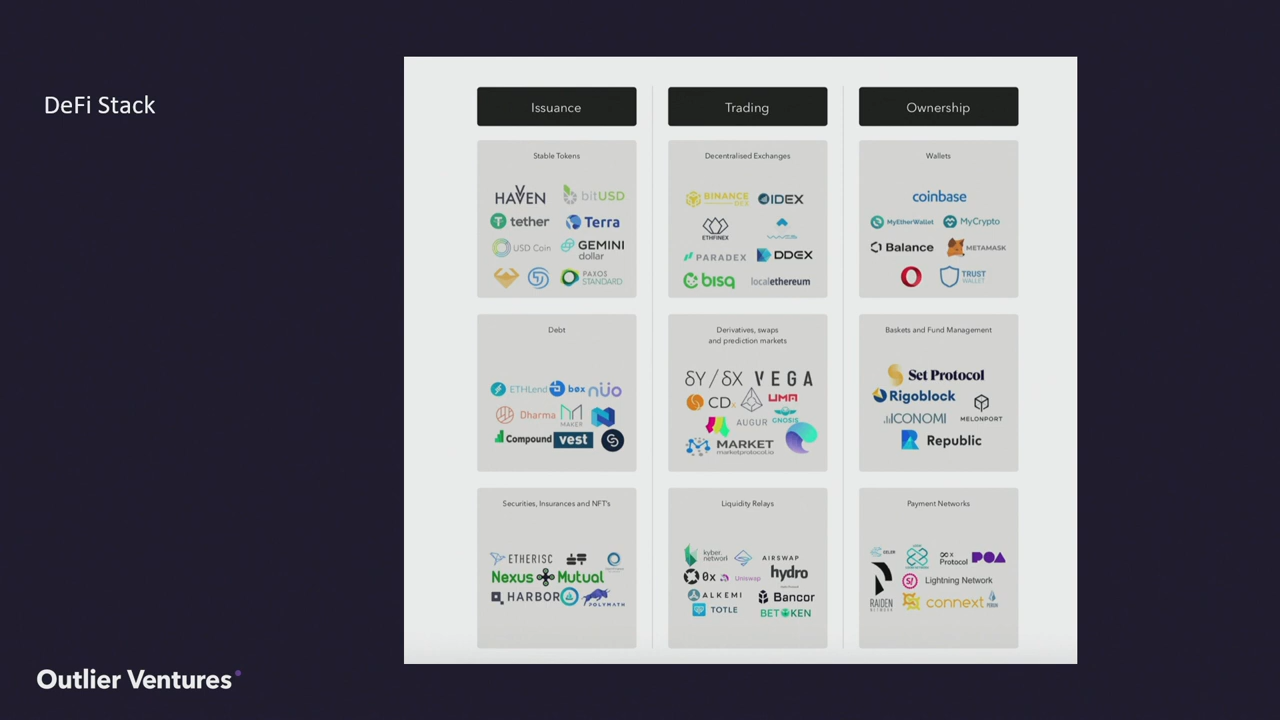 DeFi Stack
Issuance
Trading
Ownership
Stable Tokens
HAVEN
bitUSD
tether
Terra
USD Coin
GEMINI
dollar
PAXOS
STANDARD
Decentralised Exchanges
BINANCE
DEX
IDEX
ETHFINEX
WAVES
PARADEX
DDEX
bisq
localethereum
Wallets
coinbase
MyEtherWallet
MyCrypto
Balance
METAMASK
TRUST
WALLET
Debt
ETHLend
bøx
nuo
Dharma
MAKER
Compound
vest
Derivatives, swaps
and prediction markets
δY/δX
VEGA
CDx
UMA
AUGUR
GNOSIS
MARKET
marketprotocol.io
Baskets and Fund Management
Set Protocol
Rigoblock
ICONOMI
MELONPORT
Republic
Securities, Insurances and NFT's
ETHERISC
Nexus Mutual
HARBOR
POLYMATH
Liquidity Relays
kyber
network
AIRSWAP
0x
Uniswap
hydro
ALKEMI
Bancor
TOTLE
BETOKEN
Payment Networks
CELER
Protocol
POA
Lightning Network
RAIDEN
NETWORK
connext
Outlier Ventures